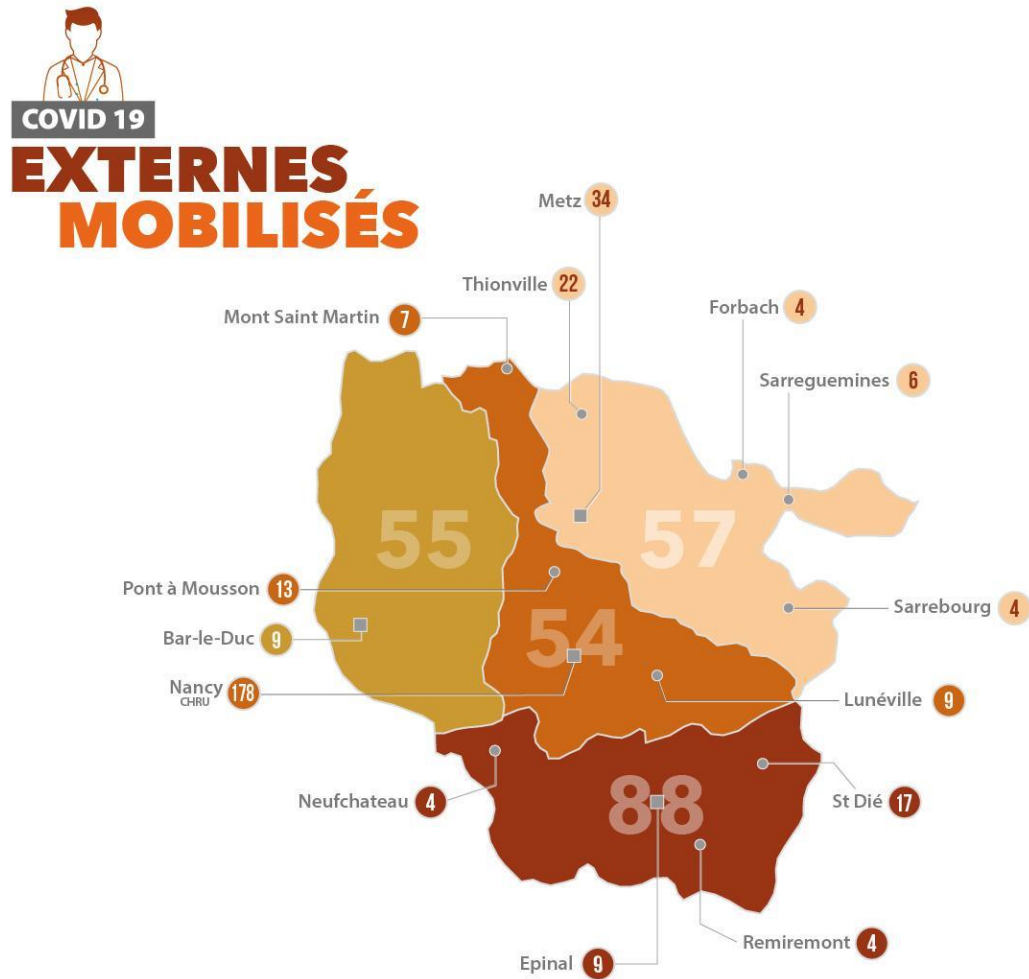 COVID 19
EXTERNES
MOBILISÉS
Metz 34
Thionville 22
Forbach 4
Mont Saint Martin 7
Sarreguemines 6
55
57
Pont à Mousson 13
54
Sarrebourg 4
Bar-le-Duc 9
Nancy 178
CHRU
Lunéville 9
88
Neufchateau 4
St Dié 17
Remiremont 4
Epinal 9